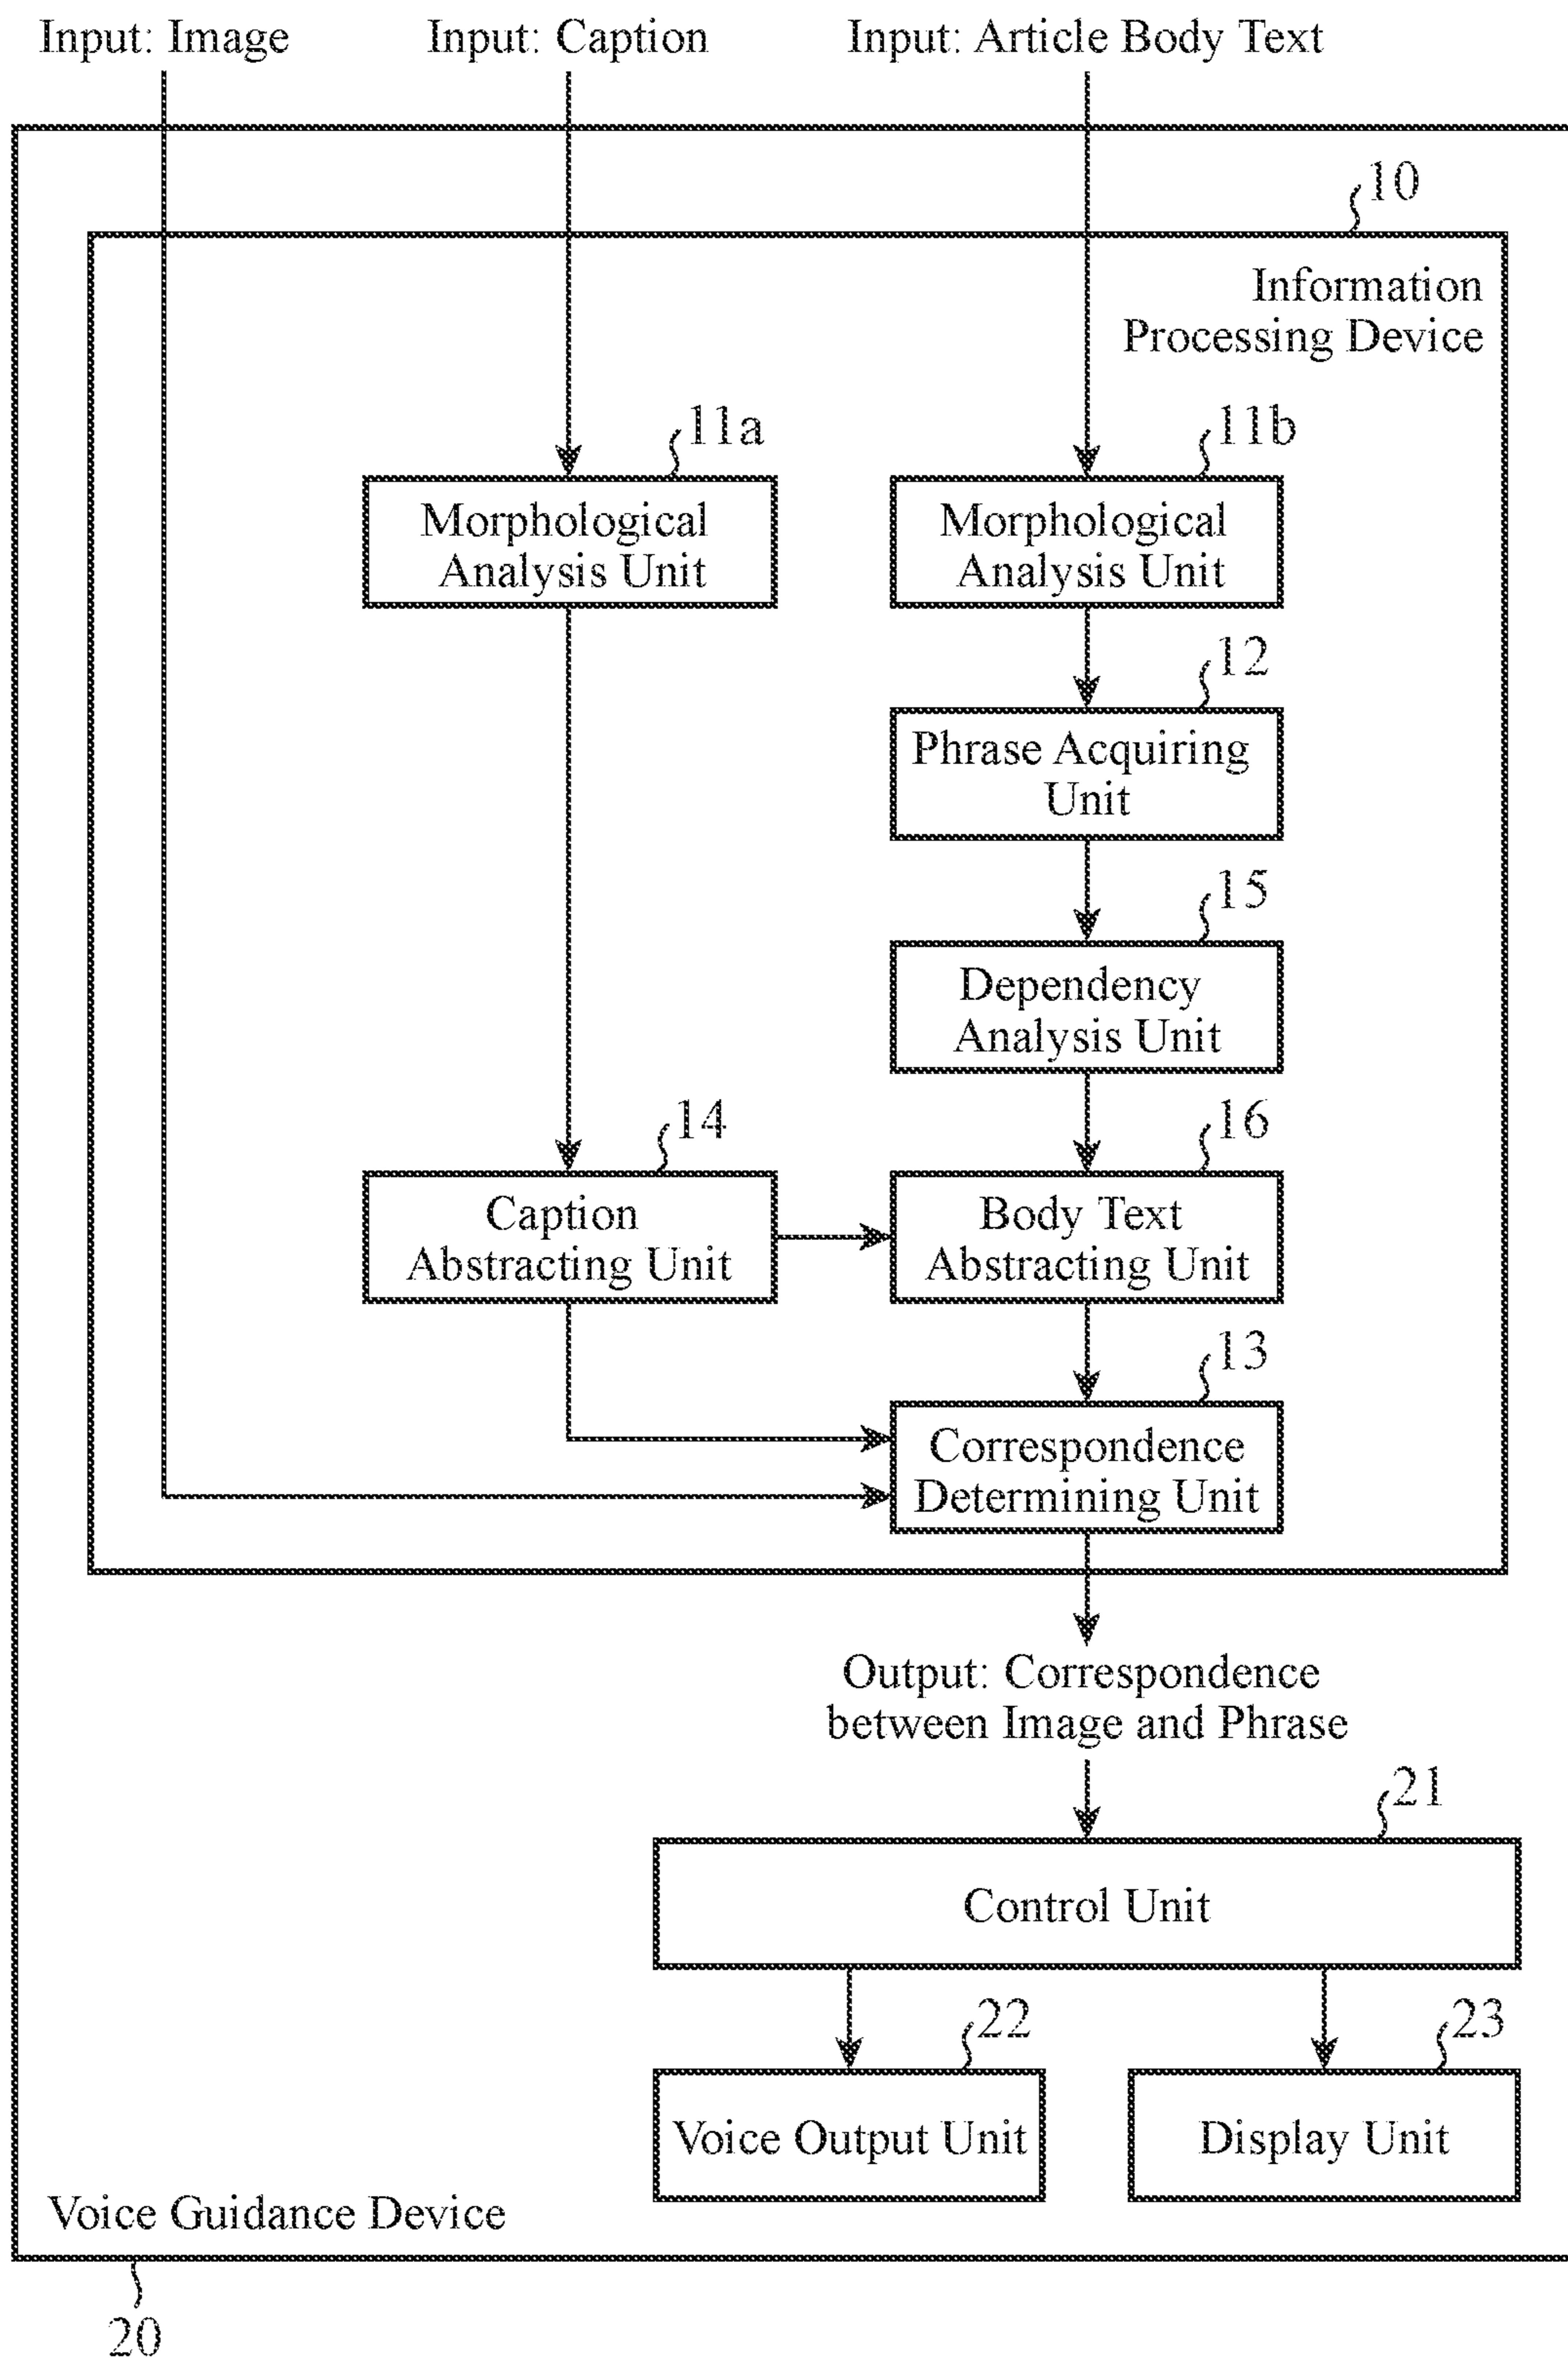 Input: Image
Input: Caption
Input: Article Body Text
10
Information
Processing Device
11a
11b
Morphological
Analysis Unit
Morphological
Analysis Unit
12
Phrase Acquiring
Unit
15
Dependency
Analysis Unit
14
16
Caption
Abstracting Unit
Body Text
Abstracting Unit
13
Correspondence
Determining Unit
Output: Correspondence
between Image and Phrase
21
Control Unit
22
23
Voice Output Unit
Display Unit
Voice Guidance Device
20